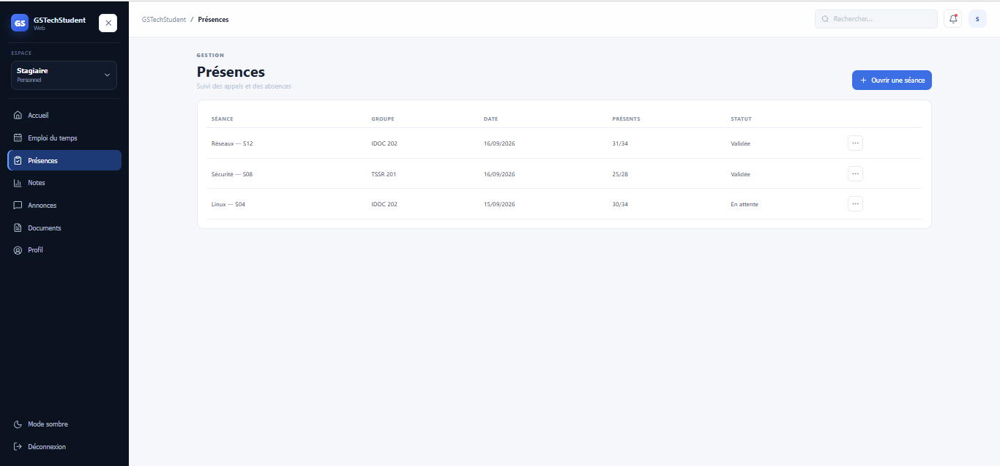 GS
GSTechStudent
Web
ESPACE
Stagiaire
Personnel
Accueil
Emploi du temps
Présences
Notes
Annonces
Documents
Profil
Mode sombre
Déconnexion
GSTechStudent / Présences
Rechercher...
S
GESTION
Présences
Suivi des appels et des absences
+ Ouvrir une séance
SÉANCE GROUPE DATE PRÉSENTS STATUT
Réseaux — S12 IDOC 202 16/09/2026 31/34 Validée
Sécurité — S08 TSSR 201 16/09/2026 25/28 Validée
Linux — S04 IDOC 202 15/09/2026 30/34 En attente